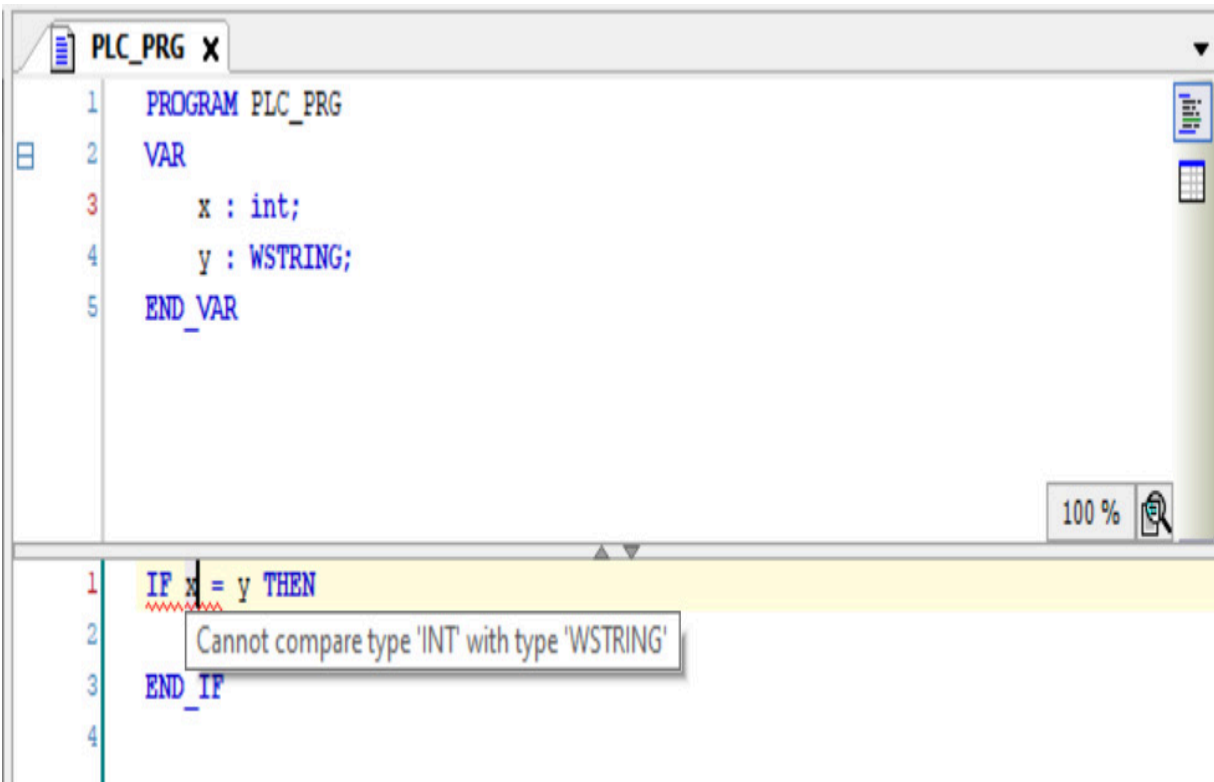 PLC_PRG X
1 PROGRAM PLC_PRG
2 VAR
3 x : int;
4 y : WSTRING;
5 END_VAR
100 %
1 IF x = y THEN
2
Cannot compare type 'INT' with type 'WSTRING'
3 END_IF
4